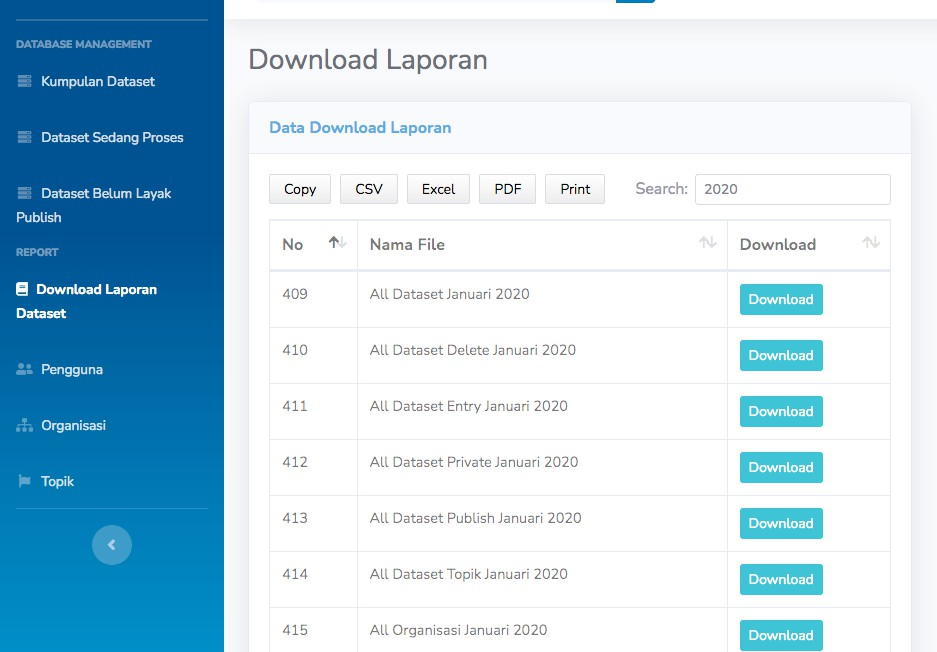 DATABASE MANAGEMENT
Kumpulan Dataset
Dataset Sedang Proses
Dataset Belum Layak
Publish
REPORT
Download Laporan
Dataset
Pengguna
Organisasi
Topik
Download Laporan
Data Download Laporan
Copy CSV Excel PDF Print Search: 2020
No Nama File Download
409 All Dataset Januari 2020 Download
410 All Dataset Delete Januari 2020 Download
411 All Dataset Entry Januari 2020 Download
412 All Dataset Private Januari 2020 Download
413 All Dataset Publish Januari 2020 Download
414 All Dataset Topik Januari 2020 Download
415 All Organisasi Januari 2020 Download